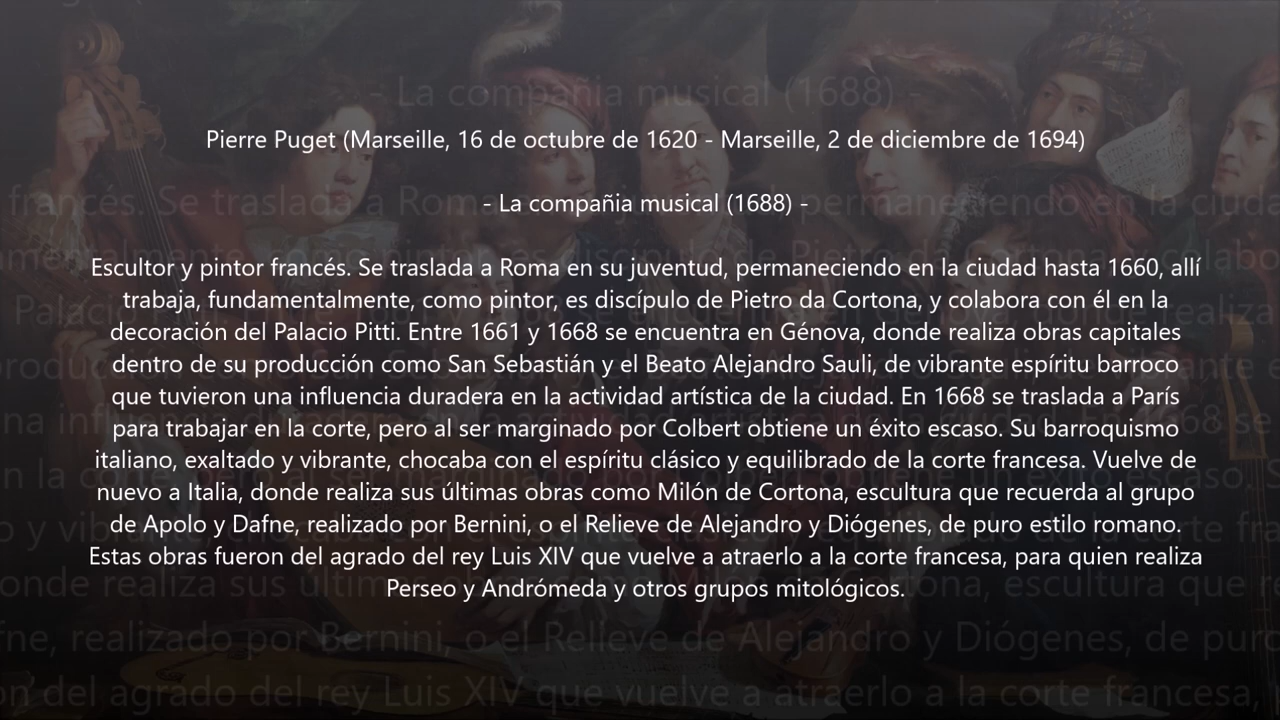 Pierre Puget (Marseille, 16 de octubre de 1620 - Marseille, 2 de diciembre de 1694)
- La compañia musical (1688) -
Escultor y pintor francés. Se traslada a Roma en su juventud, permaneciendo en la ciudad hasta 1660, allí
trabaja, fundamentalmente, como pintor, es discípulo de Pietro da Cortona, y colabora con él en la
decoración del Palacio Pitti. Entre 1661 y 1668 se encuentra en Génova, donde realiza obras capitales
dentro de su producción como San Sebastián y el Beato Alejandro Sauli, de vibrante espíritu barroco
que tuvieron una influencia duradera en la actividad artística de la ciudad. En 1668 se traslada a París
para trabajar en la corte, pero al ser marginado por Colbert obtiene un éxito escaso. Su barroquismo
italiano, exaltado y vibrante, chocaba con el espíritu clásico y equilibrado de la corte francesa. Vuelve de
nuevo a Italia, donde realiza sus últimas obras como Milón de Cortona, escultura que recuerda al grupo
de Apolo y Dafne, realizado por Bernini, o el Relieve de Alejandro y Diógenes, de puro estilo romano.
Estas obras fueron del agrado del rey Luis XIV que vuelve a atraerlo a la corte francesa, para quien realiza
Perseo y Andrómeda y otros grupos mitológicos.